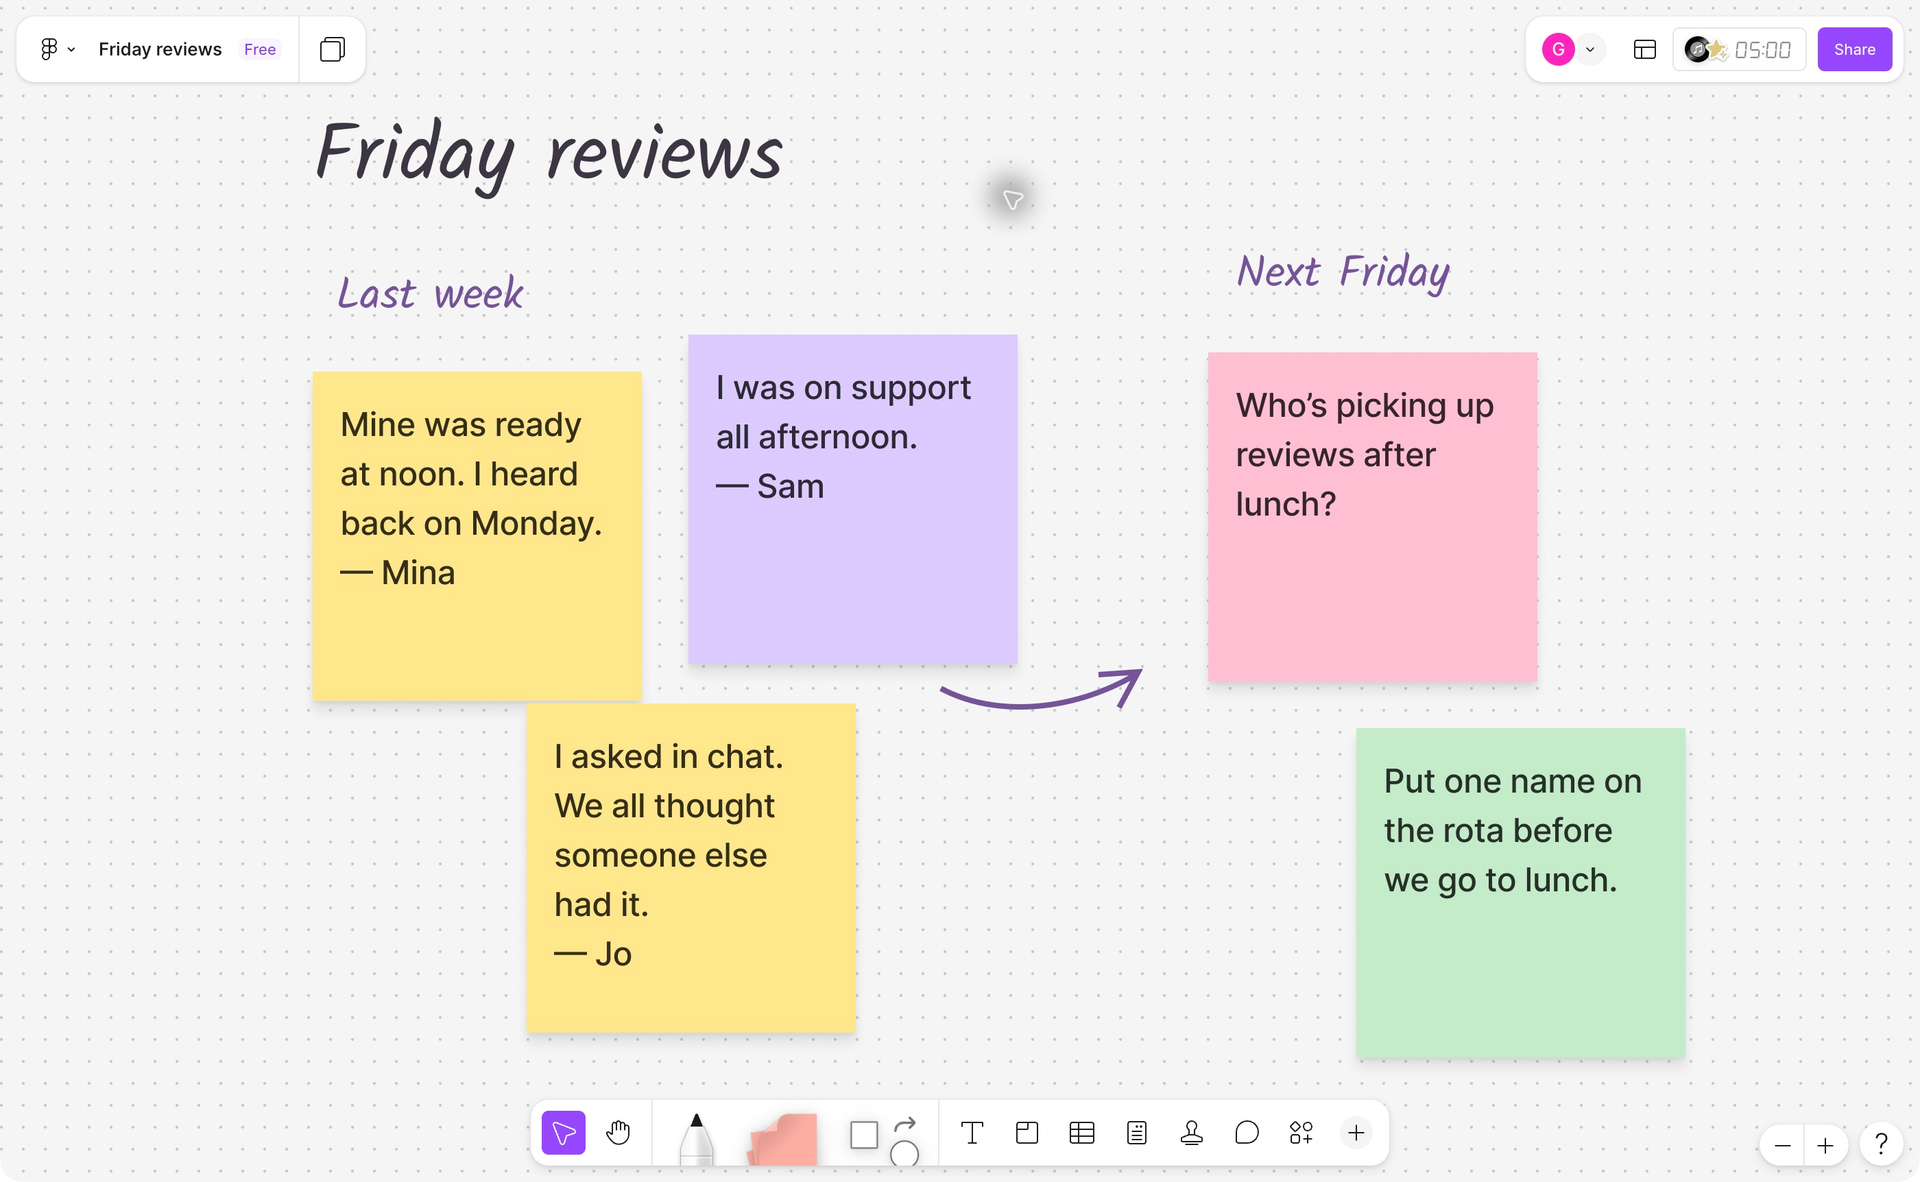 Friday reviews
Free
G
05:00
Share
Friday reviews
Last week
Mine was ready
at noon. I heard
back on Monday.
— Mina
I was on support
all afternoon.
— Sam
I asked in chat.
We all thought
someone else
had it.
— Jo
Next Friday
Who’s picking up
reviews after
lunch?
Put one name on
the rota before
we go to lunch.
?